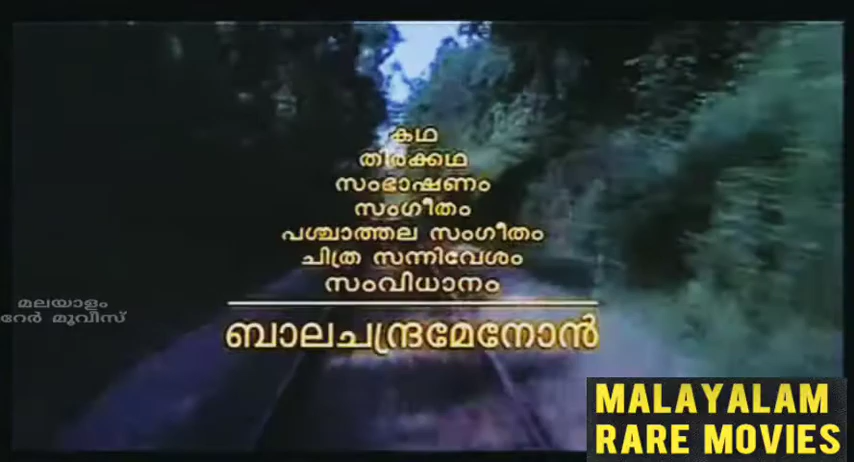 കഥ
തിരക്കഥ
സംഭാഷണം
സംഗീതം
പശ്ചാത്തല സംഗീതം
ചിത്ര സന്നിവേശം
സംവിധാനം
ബാലചന്ദ്രമേനോൻ
മലയാളം
റേർ മൂവീസ്
MALAYALAM
RARE MOVIES